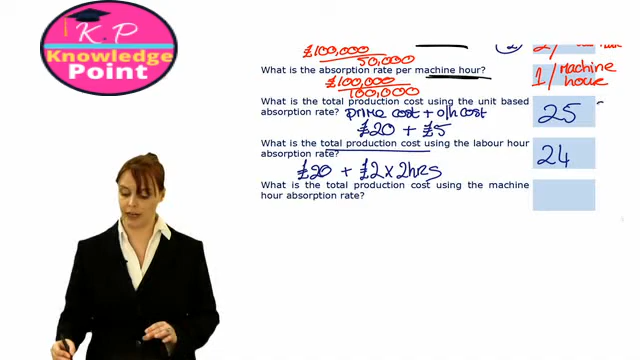 K.P
Knowledge
Point
£100,000
50,000
What is the absorption rate per machine hour?
£100,000
100,000
1 / Machine
hour
What is the total production cost using the unit based
absorption rate? prime cost + o/h cost
£20 + £5
25
What is the total production cost using the labour hour
absorption rate?
£20 + £2 x 2hrs
24
What is the total production cost using the machine
hour absorption rate?